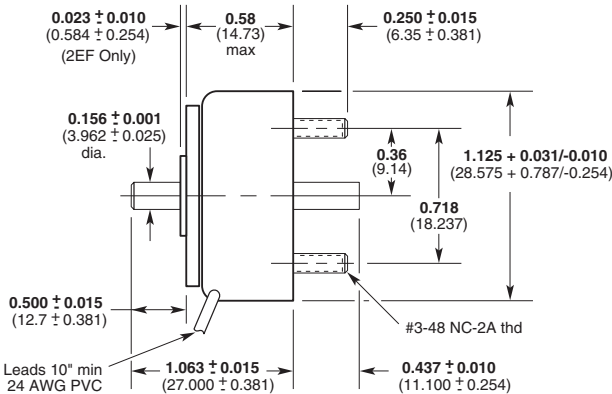 0.023 ± 0.010
(0.584 ± 0.254)
(2EF Only)
0.58
(14.73)
max
0.250 ± 0.015
(6.35 ± 0.381)
0.156 ± 0.001
(3.962 ± 0.025)
dia.
0.36
(9.14)
1.125 + 0.031/-0.010
(28.575 + 0.787/-0.254)
0.718
(18.237)
0.500 ± 0.015
(12.7 ± 0.381)
#3-48 NC-2A thd
Leads 10" min
24 AWG PVC
1.063 ± 0.015
(27.000 ± 0.381)
0.437 ± 0.010
(11.100 ± 0.254)